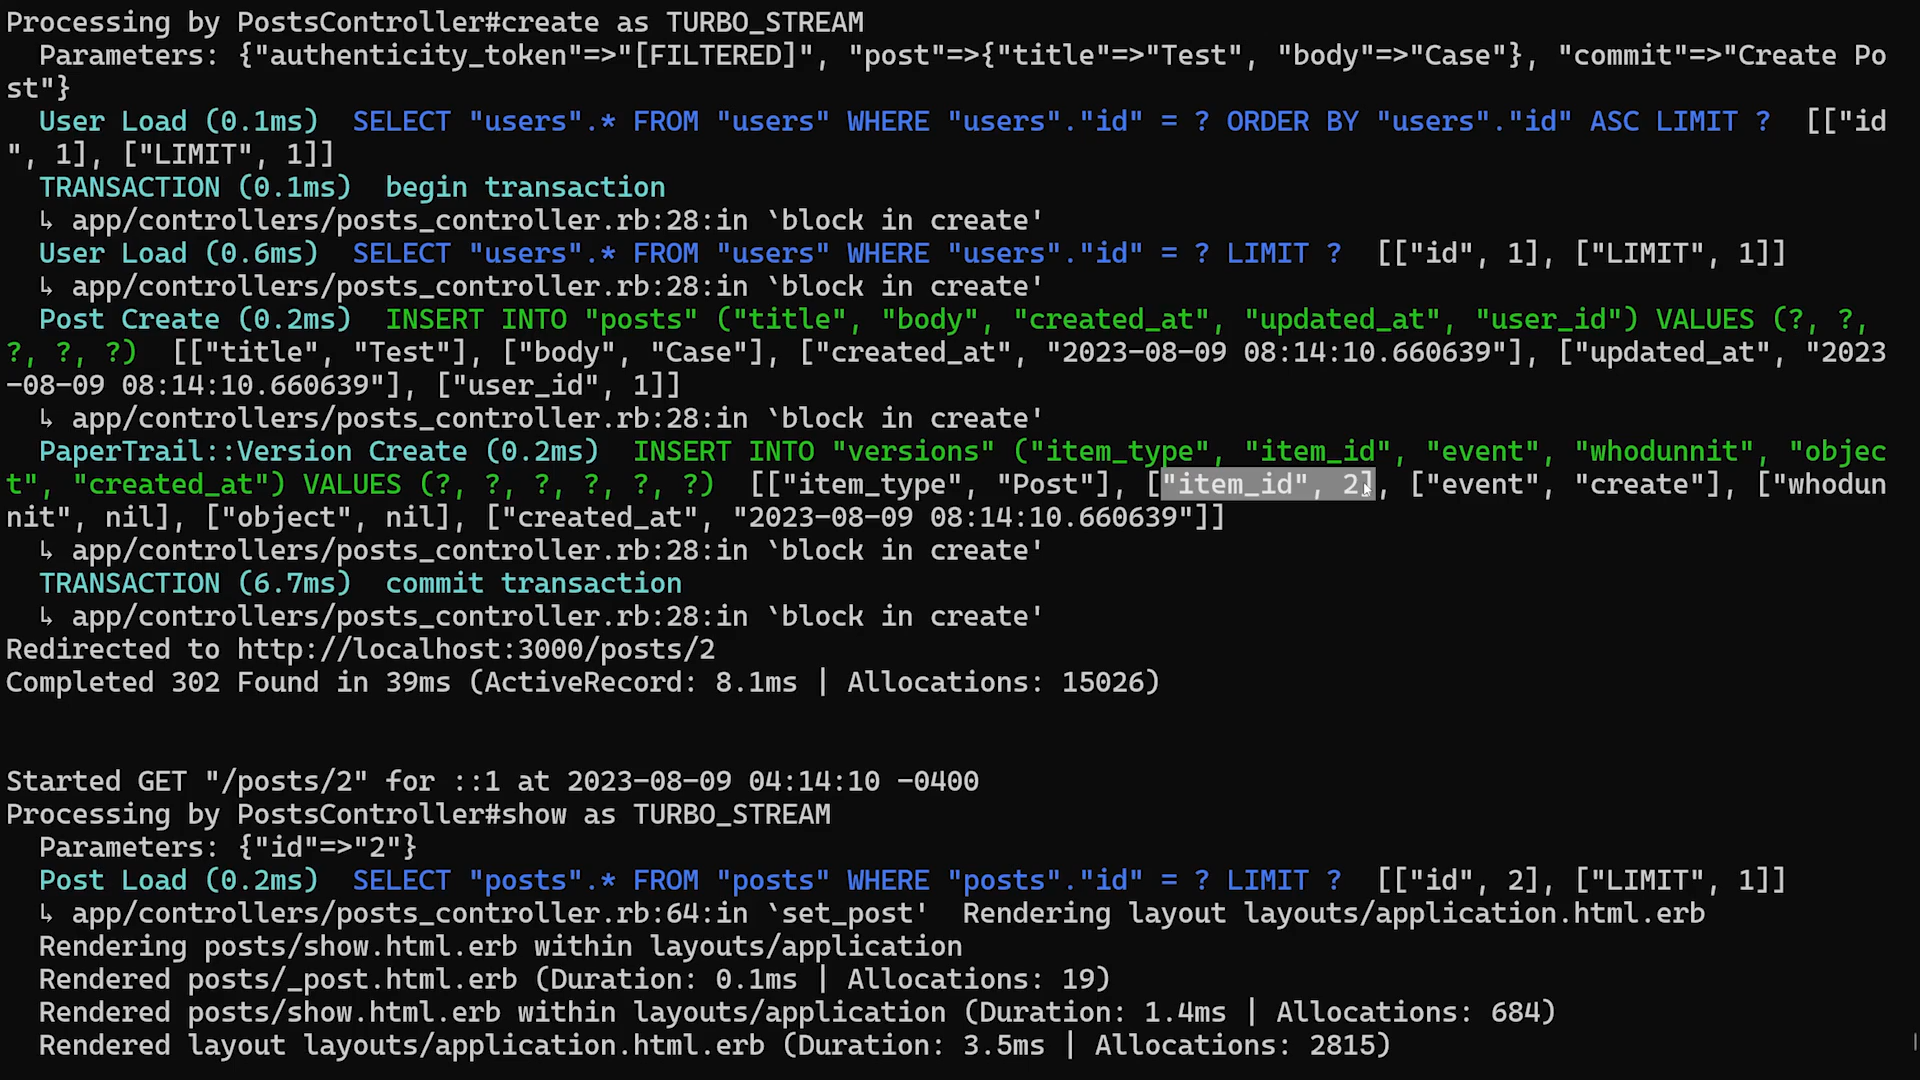 Processing by PostsController#create as TURBO_STREAM
  Parameters: {"authenticity_token"=>"[FILTERED]", "post"=>{"title"=>"Test", "body"=>"Case"}, "commit"=>"Create Po
st"}
  User Load (0.1ms)  SELECT "users".* FROM "users" WHERE "users"."id" = ? ORDER BY "users"."id" ASC LIMIT ?  [["id
", 1], ["LIMIT", 1]]
  TRANSACTION (0.1ms)  begin transaction
  ↳ app/controllers/posts_controller.rb:28:in `block in create'
  User Load (0.6ms)  SELECT "users".* FROM "users" WHERE "users"."id" = ? LIMIT ?  [["id", 1], ["LIMIT", 1]]
  ↳ app/controllers/posts_controller.rb:28:in `block in create'
  Post Create (0.2ms)  INSERT INTO "posts" ("title", "body", "created_at", "updated_at", "user_id") VALUES (?, ?,
?, ?, ?)  [["title", "Test"], ["body", "Case"], ["created_at", "2023-08-09 08:14:10.660639"], ["updated_at", "2023
-08-09 08:14:10.660639"], ["user_id", 1]]
  ↳ app/controllers/posts_controller.rb:28:in `block in create'
  PaperTrail::Version Create (0.2ms)  INSERT INTO "versions" ("item_type", "item_id", "event", "whodunnit", "objec
t", "created_at") VALUES (?, ?, ?, ?, ?, ?)  [["item_type", "Post"], ["item_id", 2], ["event", "create"], ["whodun
nit", nil], ["object", nil], ["created_at", "2023-08-09 08:14:10.660639"]]
  ↳ app/controllers/posts_controller.rb:28:in `block in create'
  TRANSACTION (6.7ms)  commit transaction
  ↳ app/controllers/posts_controller.rb:28:in `block in create'
Redirected to http://localhost:3000/posts/2
Completed 302 Found in 39ms (ActiveRecord: 8.1ms | Allocations: 15026)
Started GET "/posts/2" for ::1 at 2023-08-09 04:14:10 -0400
Processing by PostsController#show as TURBO_STREAM
  Parameters: {"id"=>"2"}
  Post Load (0.2ms)  SELECT "posts".* FROM "posts" WHERE "posts"."id" = ? LIMIT ?  [["id", 2], ["LIMIT", 1]]
  ↳ app/controllers/posts_controller.rb:64:in `set_post'  Rendering layout layouts/application.html.erb
  Rendering posts/show.html.erb within layouts/application
  Rendered posts/_post.html.erb (Duration: 0.1ms | Allocations: 19)
  Rendered posts/show.html.erb within layouts/application (Duration: 1.4ms | Allocations: 684)
  Rendered layout layouts/application.html.erb (Duration: 3.5ms | Allocations: 2815)